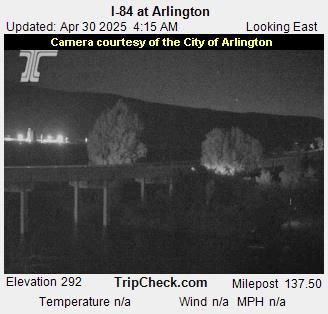 I-84 at Arlington
Updated: Apr 30 2025 4:15 AM Looking East
Camera courtesy of the City of Arlington
Elevation 292 TripCheck.com Milepost 137.50
Temperature n/a Wind n/a MPH n/a